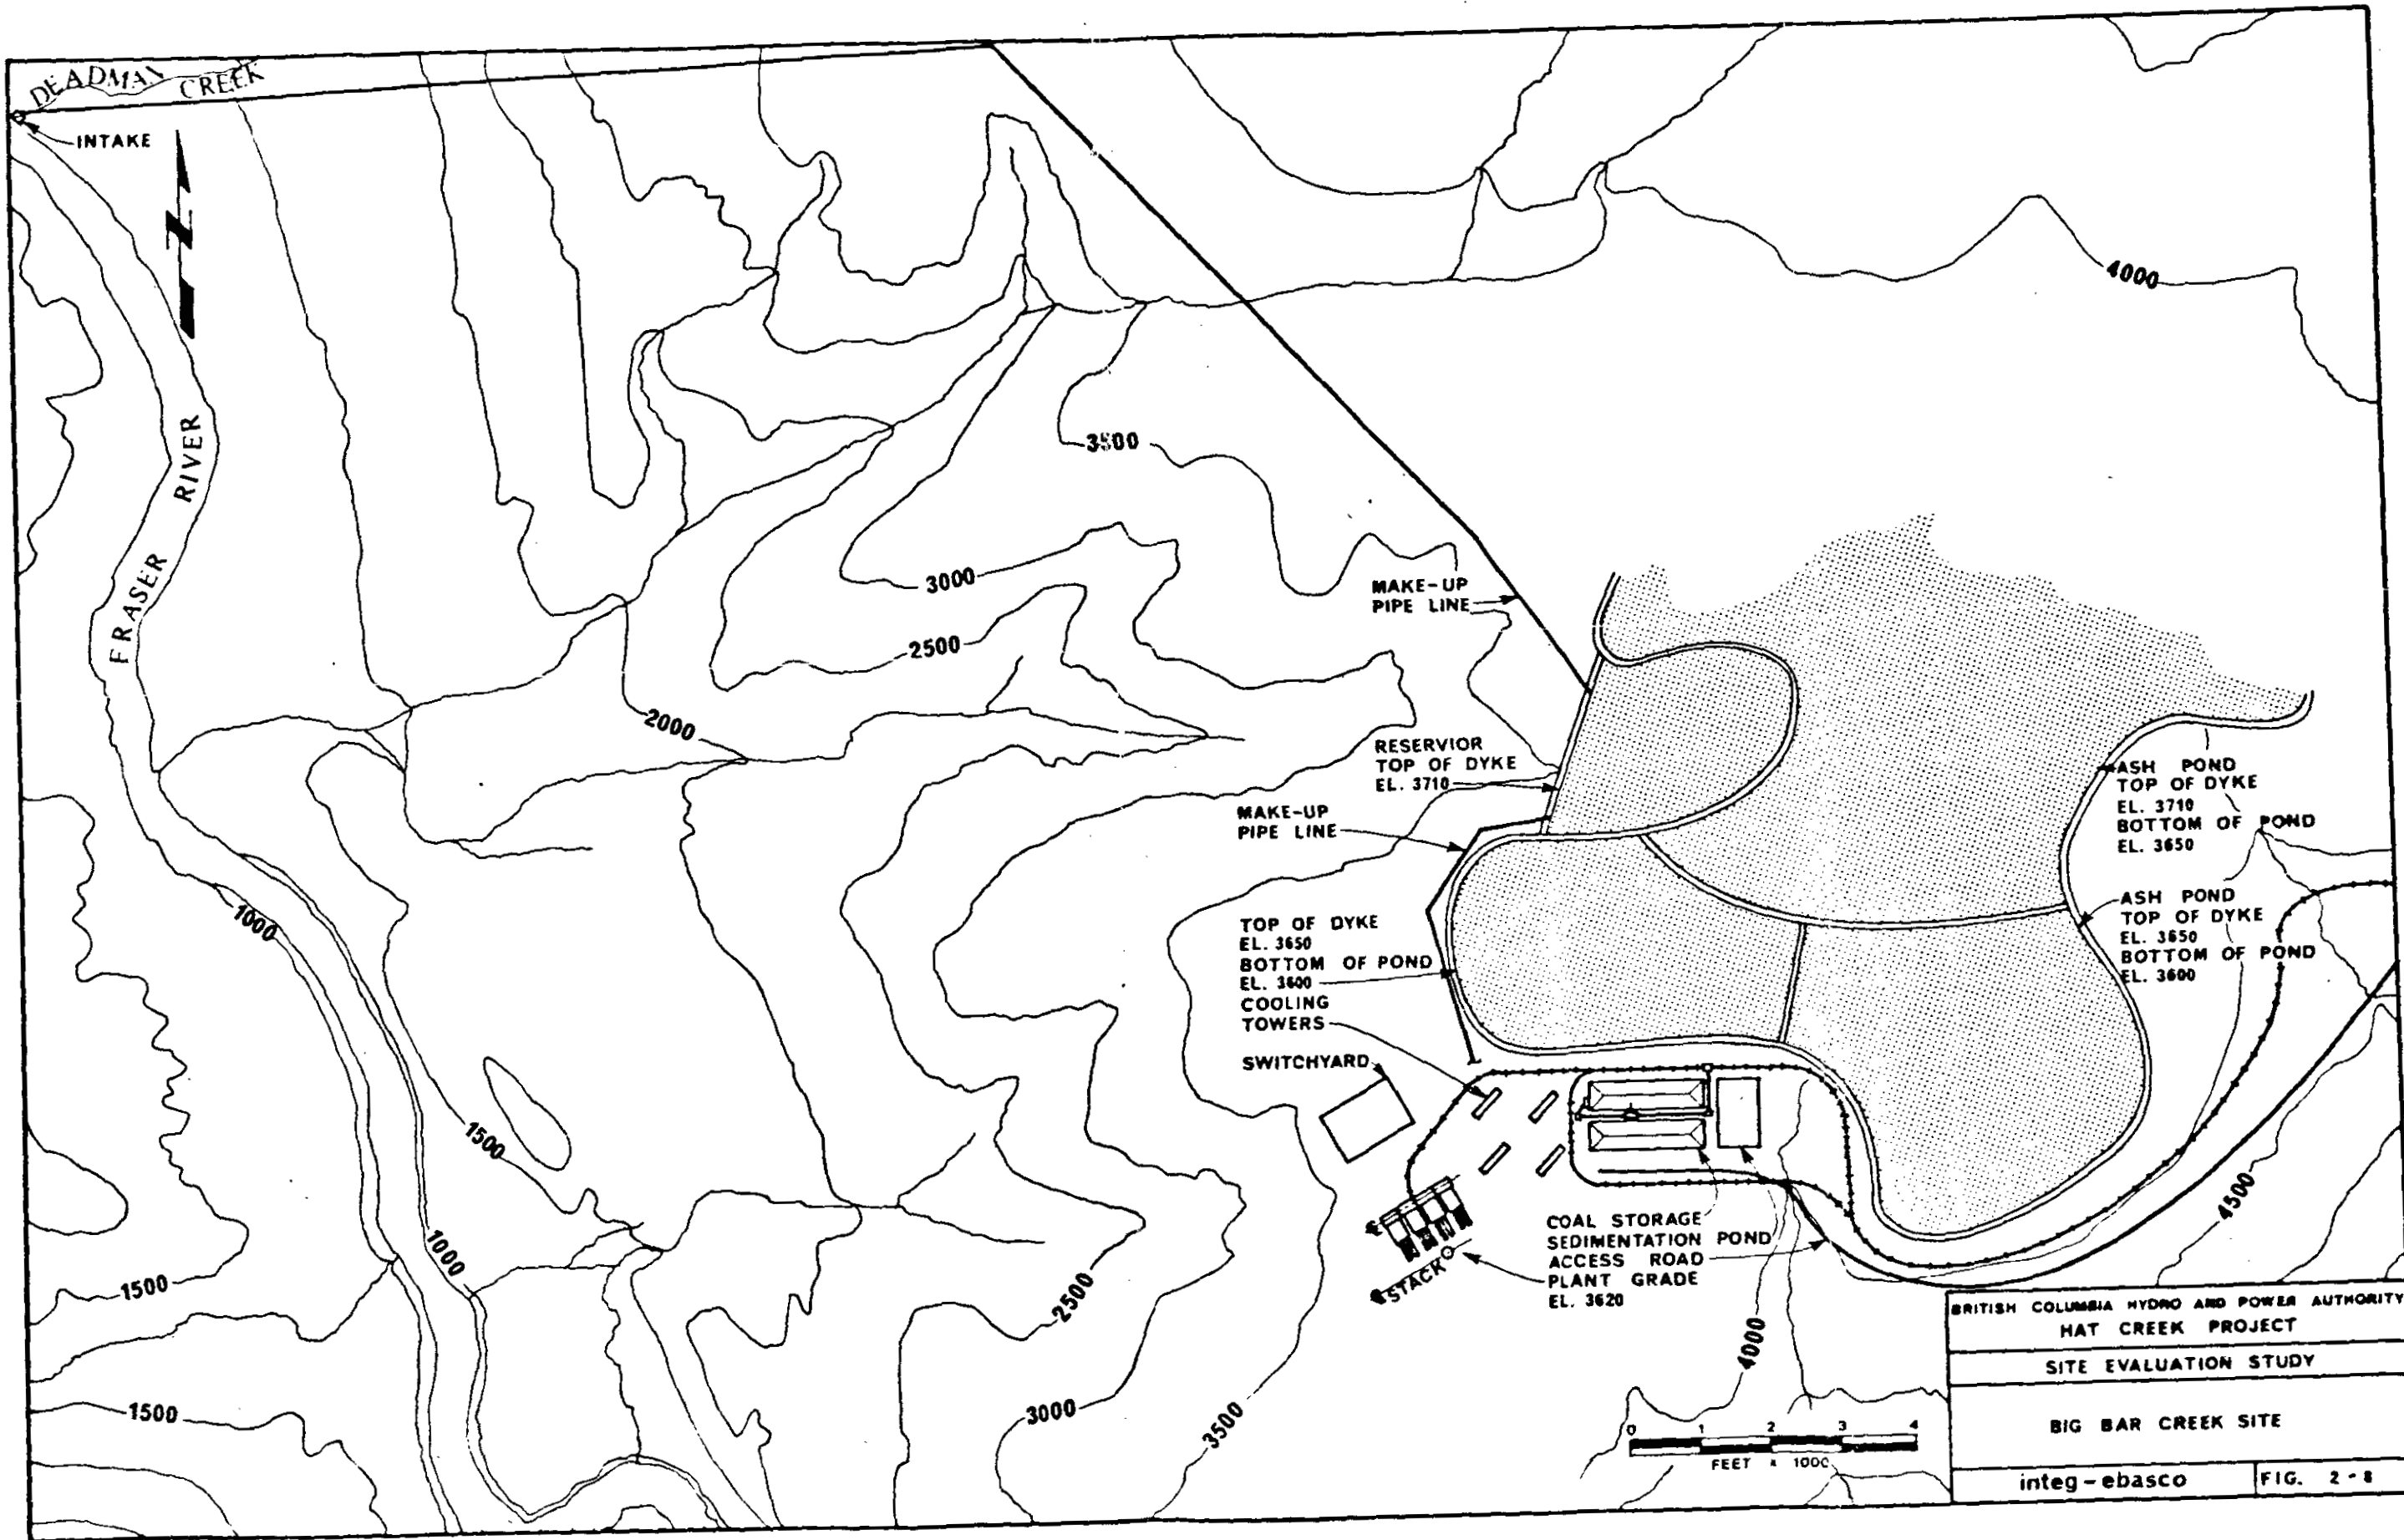 DEADMAN CREEK
INTAKE
N
FRASER RIVER
4000
3500
3000
2500
2000
MAKE-UP
PIPE LINE
RESERVIOR
TOP OF DYKE
EL. 3710
MAKE-UP
PIPE LINE
ASH POND
TOP OF DYKE
EL. 3710
BOTTOM OF POND
EL. 3650
ASH POND
TOP OF DYKE
EL. 3650
BOTTOM OF POND
EL. 3600
TOP OF DYKE
EL. 3650
BOTTOM OF POND
EL. 3600
COOLING
TOWERS
SWITCHYARD
1000
1500
1000
1500
1500
2500
3000
3500
4500
4000
COAL STORAGE
SEDIMENTATION POND
ACCESS ROAD
PLANT GRADE
EL. 3620
STACK
0 1 2 3 4
FEET x 1000
BRITISH COLUMBIA HYDRO AND POWER AUTHORITY
HAT CREEK PROJECT
SITE EVALUATION STUDY
BIG BAR CREEK SITE
integ-ebasco
FIG. 2-8